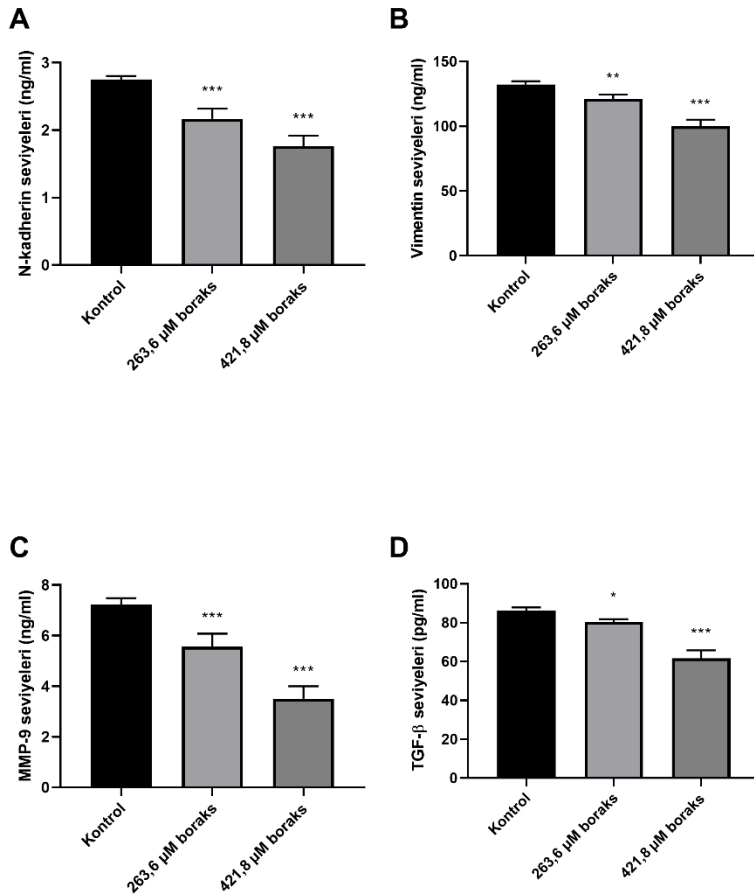 A
N-kadherin seviyeleri (ng/ml)
3
2
1
0
***
***
Kontrol
263,6 µM boraks
421,8 µM boraks
B
Vimentin seviyeleri (ng/ml)
150
100
50
0
**
***
Kontrol
263,6 µM boraks
421,8 µM boraks
C
MMP-9 seviyeleri (ng/ml)
8
6
4
2
0
***
***
Kontrol
263,6 µM boraks
421,8 µM boraks
D
TGF-β seviyeleri (pg/ml)
100
80
60
40
20
0
*
***
Kontrol
263,6 µM boraks
421,8 µM boraks